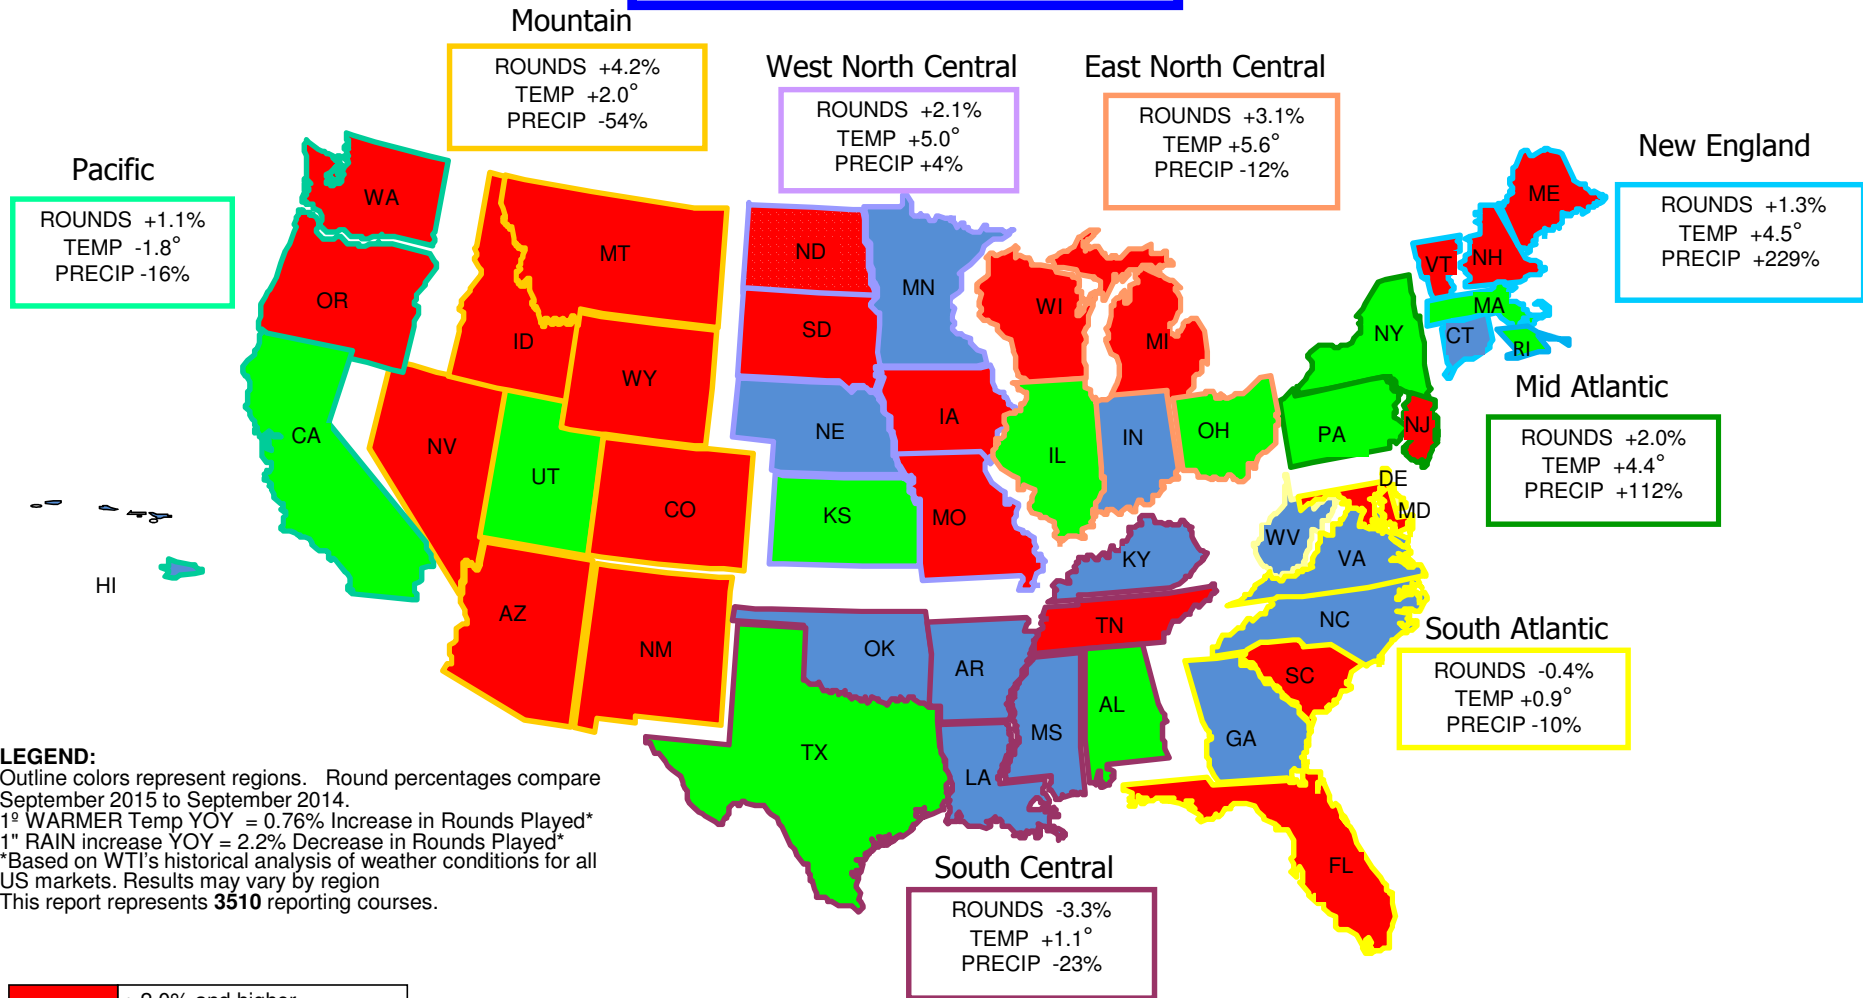 Mountain
ROUNDS +4.2%
TEMP +2.0°
PRECIP -54%
West North Central
ROUNDS +2.1%
TEMP +5.0°
PRECIP +4%
East North Central
ROUNDS +3.1%
TEMP +5.6°
PRECIP -12%
New England
ROUNDS +1.3%
TEMP +4.5°
PRECIP +229%
Pacific
ROUNDS +1.1%
TEMP -1.8°
PRECIP -16%
Mid Atlantic
ROUNDS +2.0%
TEMP +4.4°
PRECIP +112%
South Atlantic
ROUNDS -0.4%
TEMP +0.9°
PRECIP -10%
South Central
ROUNDS -3.3%
TEMP +1.1°
PRECIP -23%
WA
OR
CA
HI
MT
ID
WY
NV
UT
CO
AZ
NM
ND
SD
NE
KS
MN
IA
MO
WI
MI
IL
IN
OH
NY
PA
NJ
ME
VT
NH
MA
CT
RI
DE
MD
WV
VA
NC
SC
GA
FL
KY
TN
OK
AR
TX
LA
MS
AL
LEGEND:
Outline colors represent regions. Round percentages compare
September 2015 to September 2014.
1º WARMER Temp YOY = 0.76% Increase in Rounds Played*
1" RAIN increase YOY = 2.2% Decrease in Rounds Played*
*Based on WTI's historical analysis of weather conditions for all
US markets. Results may vary by region
This report represents 3510 reporting courses.
and higher